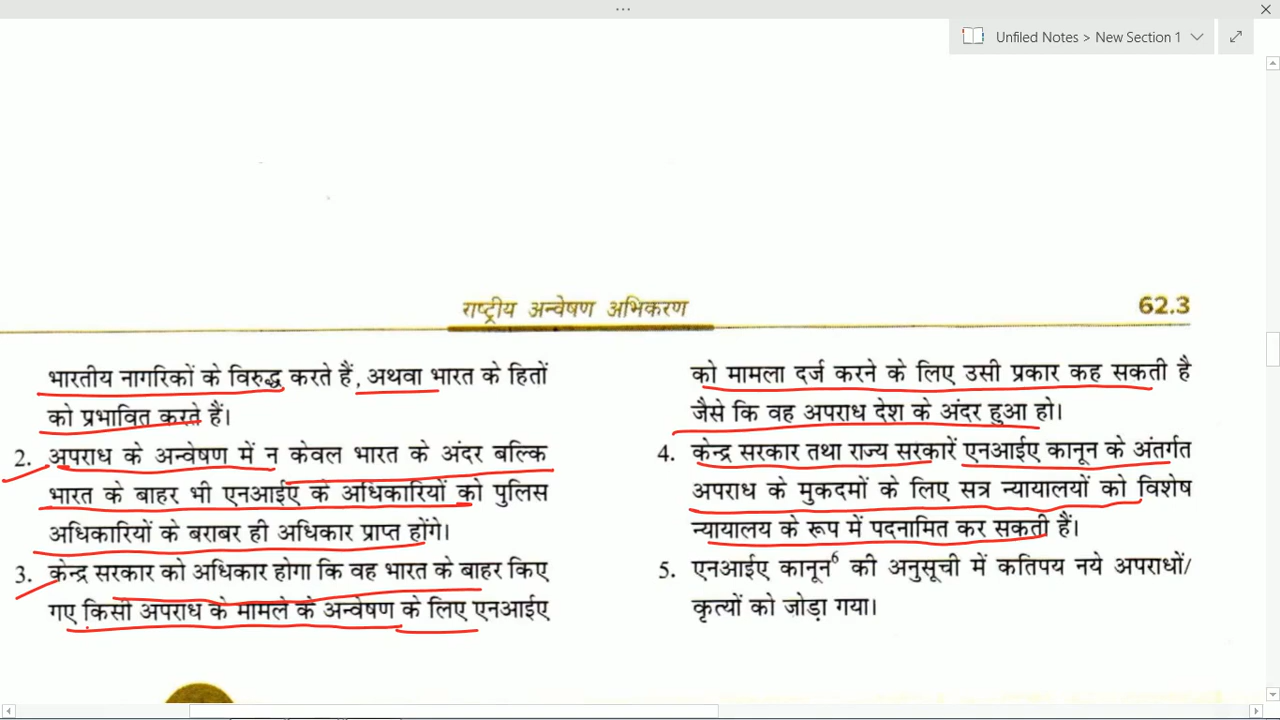 Unfiled Notes > New Section 1
राष्ट्रीय अन्वेषण अभिकरण
62.3
भारतीय नागरिकों के विरुद्ध करते हैं, अथवा भारत के हितों
को प्रभावित करते हैं।
2. अपराध के अन्वेषण में न केवल भारत के अंदर बल्कि
भारत के बाहर भी एनआईए के अधिकारियों को पुलिस
अधिकारियों के बराबर ही अधिकार प्राप्त होंगे।
3. केन्द्र सरकार को अधिकार होगा कि वह भारत के बाहर किए
गए किसी अपराध के मामले के अन्वेषण के लिए एनआईए
को मामला दर्ज करने के लिए उसी प्रकार कह सकती है
जैसे कि वह अपराध देश के अंदर हुआ हो।
4. केन्द्र सरकार तथा राज्य सरकारें एनआईए कानून के अंतर्गत
अपराध के मुकदमों के लिए सत्र न्यायालयों को विशेष
न्यायालय के रूप में पदनामित कर सकती हैं।
5. एनआईए कानून⁶ की अनुसूची में कतिपय नये अपराधों/
कृत्यों को जोड़ा गया।